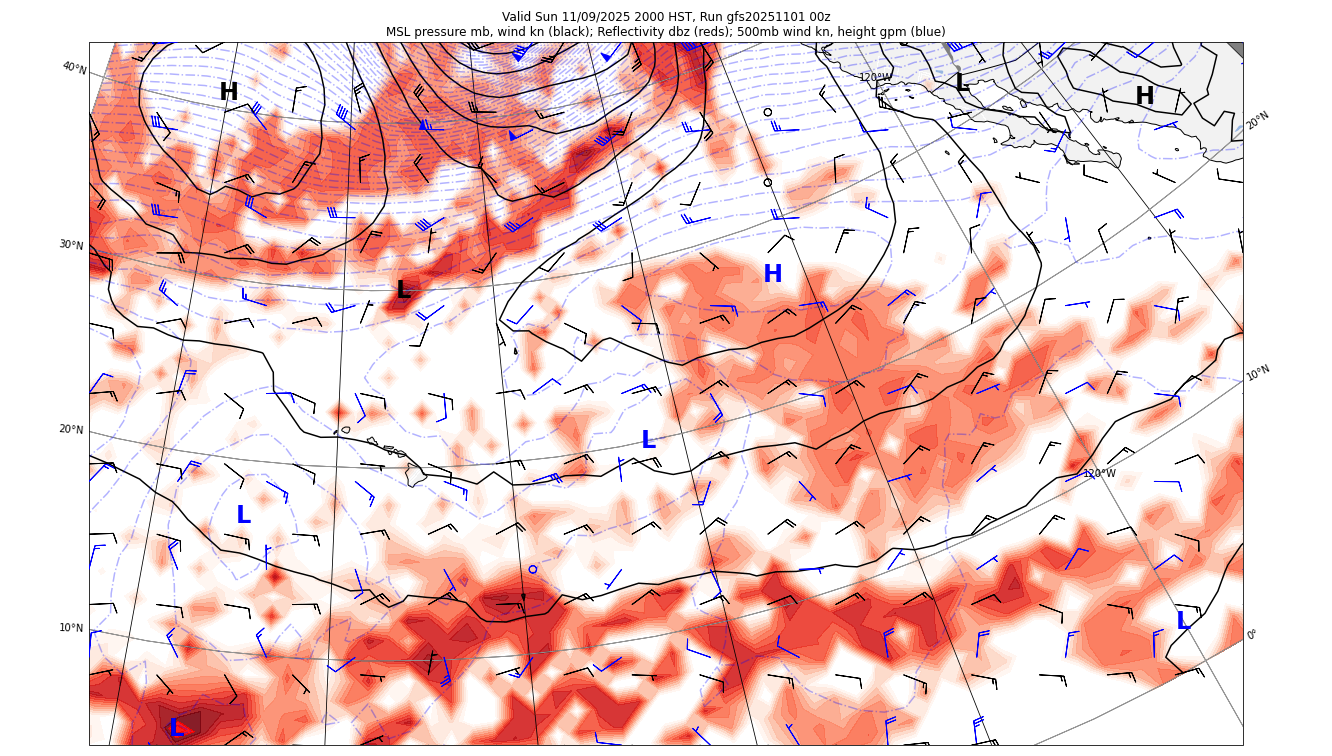 Valid Sun 11/09/2025 2000 HST, Run gfs20251101 00z
MSL pressure mb, wind kn (black); Reflectivity dbz (reds); 500mb wind kn, height gpm (blue)
40°N
120°W
L
H
H
20°N
30°N
L
H
10°N
20°N
L
120°W
L
10°N
L
0°
L